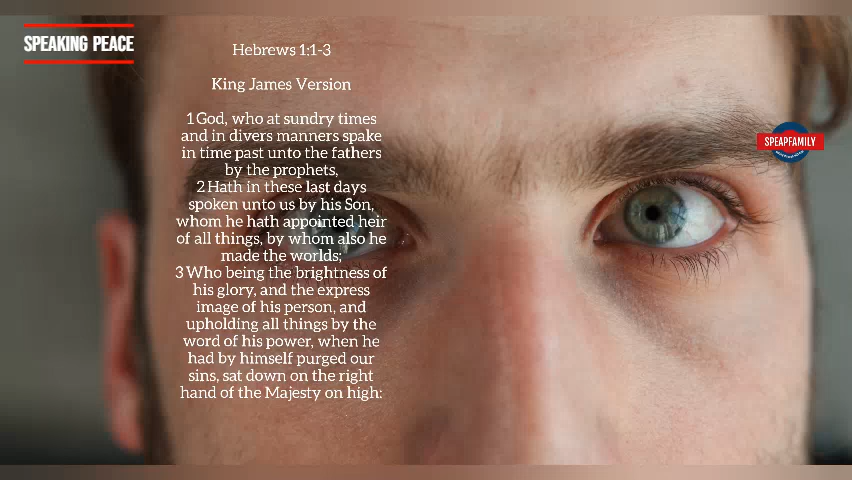 SPEAKING PEACE
Hebrews 1:1-3
King James Version
1 God, who at sundry times
and in divers manners spake
in time past unto the fathers
by the prophets,
2 Hath in these last days
spoken unto us by his Son,
whom he hath appointed heir
of all things, by whom also he
made the worlds;
3 Who being the brightness of
his glory, and the express
image of his person, and
upholding all things by the
word of his power, when he
had by himself purged our
sins, sat down on the right
hand of the Majesty on high:
SPEAPFAMILY